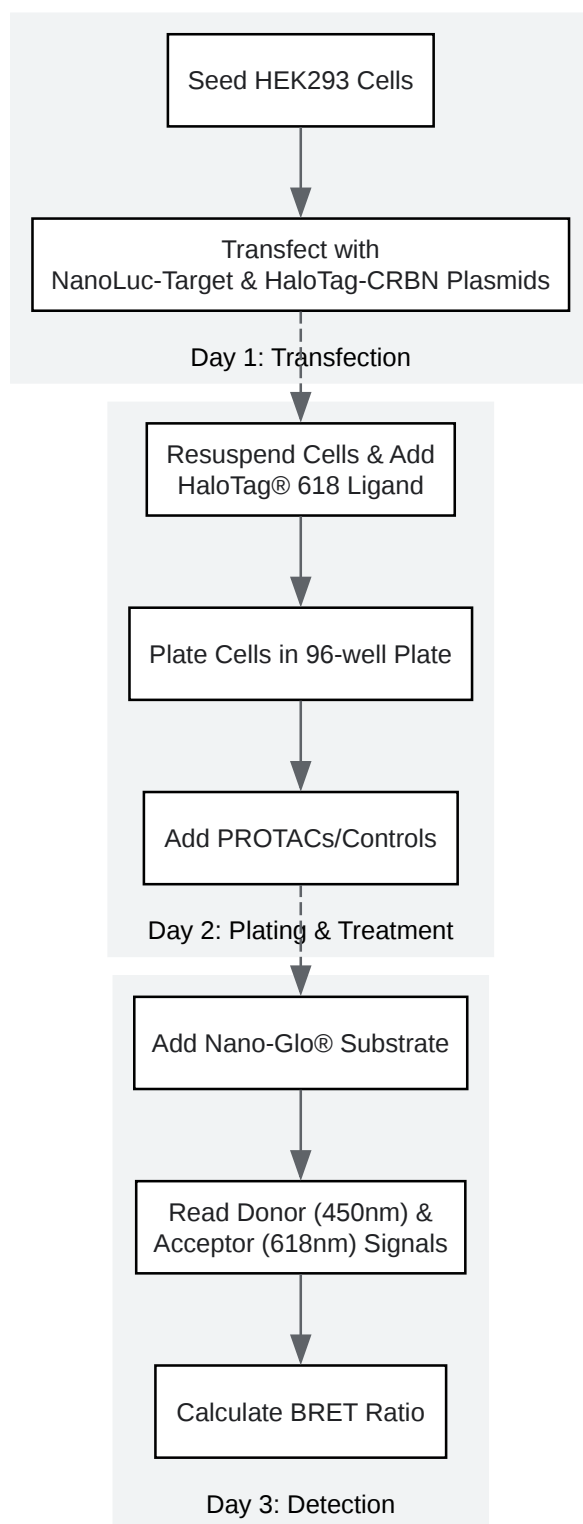 Seed HEK293 Cells
Transfect with
NanoLuc-Target & HaloTag-CRBN Plasmids
Day 1: Transfection
Resuspend Cells & Add
HaloTag® 618 Ligand
Plate Cells in 96-well Plate
Add PROTACs/Controls
Day 2: Plating & Treatment
Add Nano-Glo® Substrate
Read Donor (450nm) &
Acceptor (618nm) Signals
Calculate BRET Ratio
Day 3: Detection